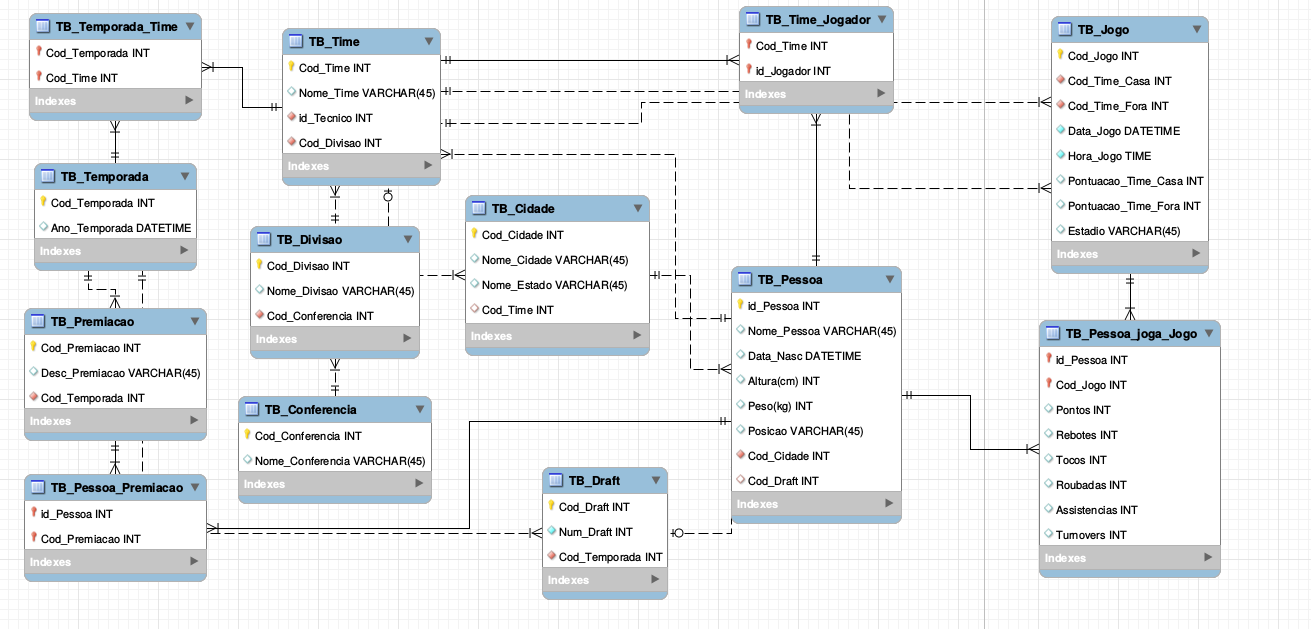 TB_Temporada_Time
Cod_Temporada INT
Cod_Time INT
Indexes
TB_Time
Cod_Time INT
Nome_Time VARCHAR(45)
id_Tecnico INT
Cod_Divisao INT
Indexes
TB_Time_Jogador
Cod_Time INT
id_Jogador INT
Indexes
TB_Jogo
Cod_Jogo INT
Cod_Time_Casa INT
Cod_Time_Fora INT
Data_Jogo DATETIME
Hora_Jogo TIME
Pontuacao_Time_Casa INT
Pontuacao_Time_Fora INT
Estadio VARCHAR(45)
Indexes
TB_Temporada
Cod_Temporada INT
Ano_Temporada DATETIME
Indexes
TB_Divisao
Cod_Divisao INT
Nome_Divisao VARCHAR(45)
Cod_Conferencia INT
Indexes
TB_Cidade
Cod_Cidade INT
Nome_Cidade VARCHAR(45)
Nome_Estado VARCHAR(45)
Cod_Time INT
Indexes
TB_Pessoa
id_Pessoa INT
Nome_Pessoa VARCHAR(45)
Data_Nasc DATETIME
Altura(cm) INT
Peso(kg) INT
Posicao VARCHAR(45)
Cod_Cidade INT
Cod_Draft INT
Indexes
TB_Premiacao
Cod_Premiacao INT
Desc_Premiacao VARCHAR(45)
Cod_Temporada INT
Indexes
TB_Conferencia
Cod_Conferencia INT
Nome_Conferencia VARCHAR(45)
Indexes
TB_Pessoa_joga_Jogo
id_Pessoa INT
Cod_Jogo INT
Pontos INT
Rebotes INT
Tocos INT
Roubadas INT
Assistencias INT
Turnovers INT
Indexes
TB_Pessoa_Premiacao
id_Pessoa INT
Cod_Premiacao INT
Indexes
TB_Draft
Cod_Draft INT
Num_Draft INT
Cod_Temporada INT
Indexes